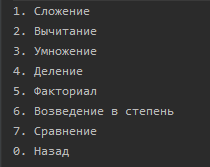 1. Сложение
2. Вычитание
3. Умножение
4. Деление
5. Факториал
6. Возведение в степень
7. Сравнение
0. Назад